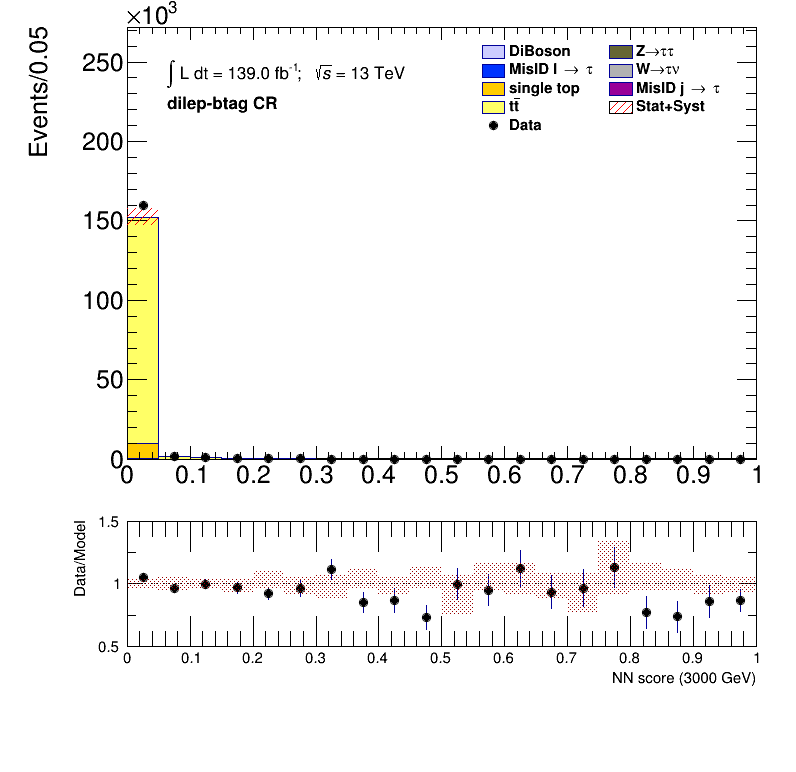 ×10³
Events/0.05
250
200
150
100
50
0
∫ L dt = 139.0 fb⁻¹; √s = 13 TeV
dilep-btag CR
DiBoson
MisID l → τ
single top
tt̄
Data
Z→ττ
W→τν
MisID j → τ
Stat+Syst
0 0.1 0.2 0.3 0.4 0.5 0.6 0.7 0.8 0.9 1
Data/Model
1.5
1
0.5
0 0.1 0.2 0.3 0.4 0.5 0.6 0.7 0.8 0.9 1
NN score (3000 GeV)